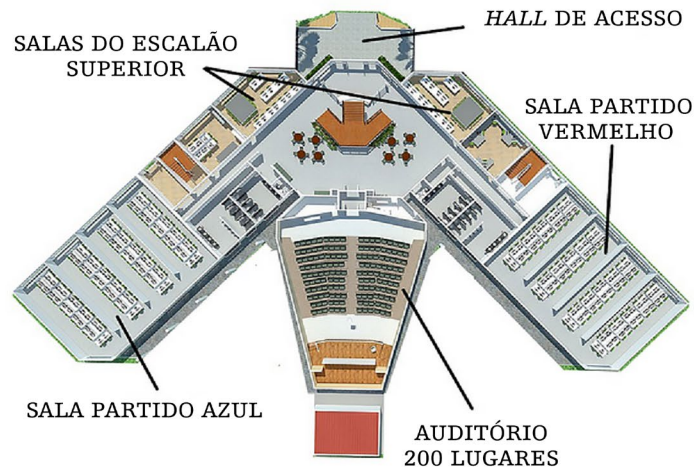 HALL DE ACESSO
SALAS DO ESCALÃO
SUPERIOR
SALA PARTIDO
VERMELHO
SALA PARTIDO AZUL
AUDITÓRIO
200 LUGARES